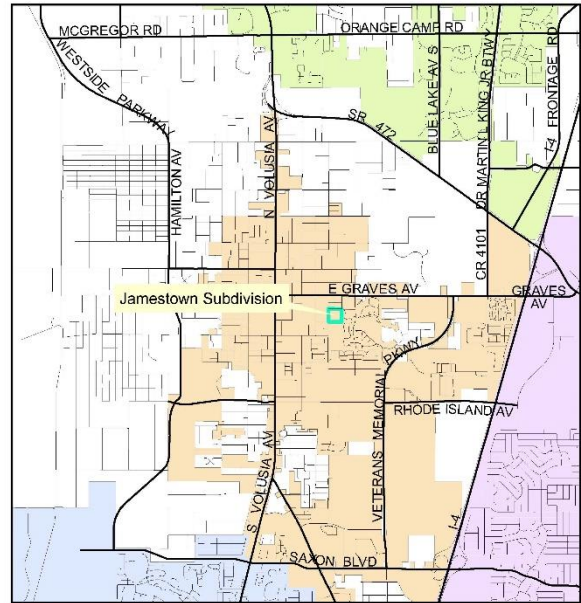 MCGREGOR RD
ORANGE CAMP RD
WESTSIDE PARKWAY
HAMILTON AV
N VOLUSIA AV
SR 472
BLUE LAKE AV S
DR MARTIN L KING JR BTWY
CR 4101
I-4 FRONTAGE RD
E GRAVES AV
GRAVES
AV
Jamestown Subdivision
VETERANS MEMORIAL PKWY
RHODE ISLAND AV
S VOLUSIA AV
I-4
SAXON BLVD